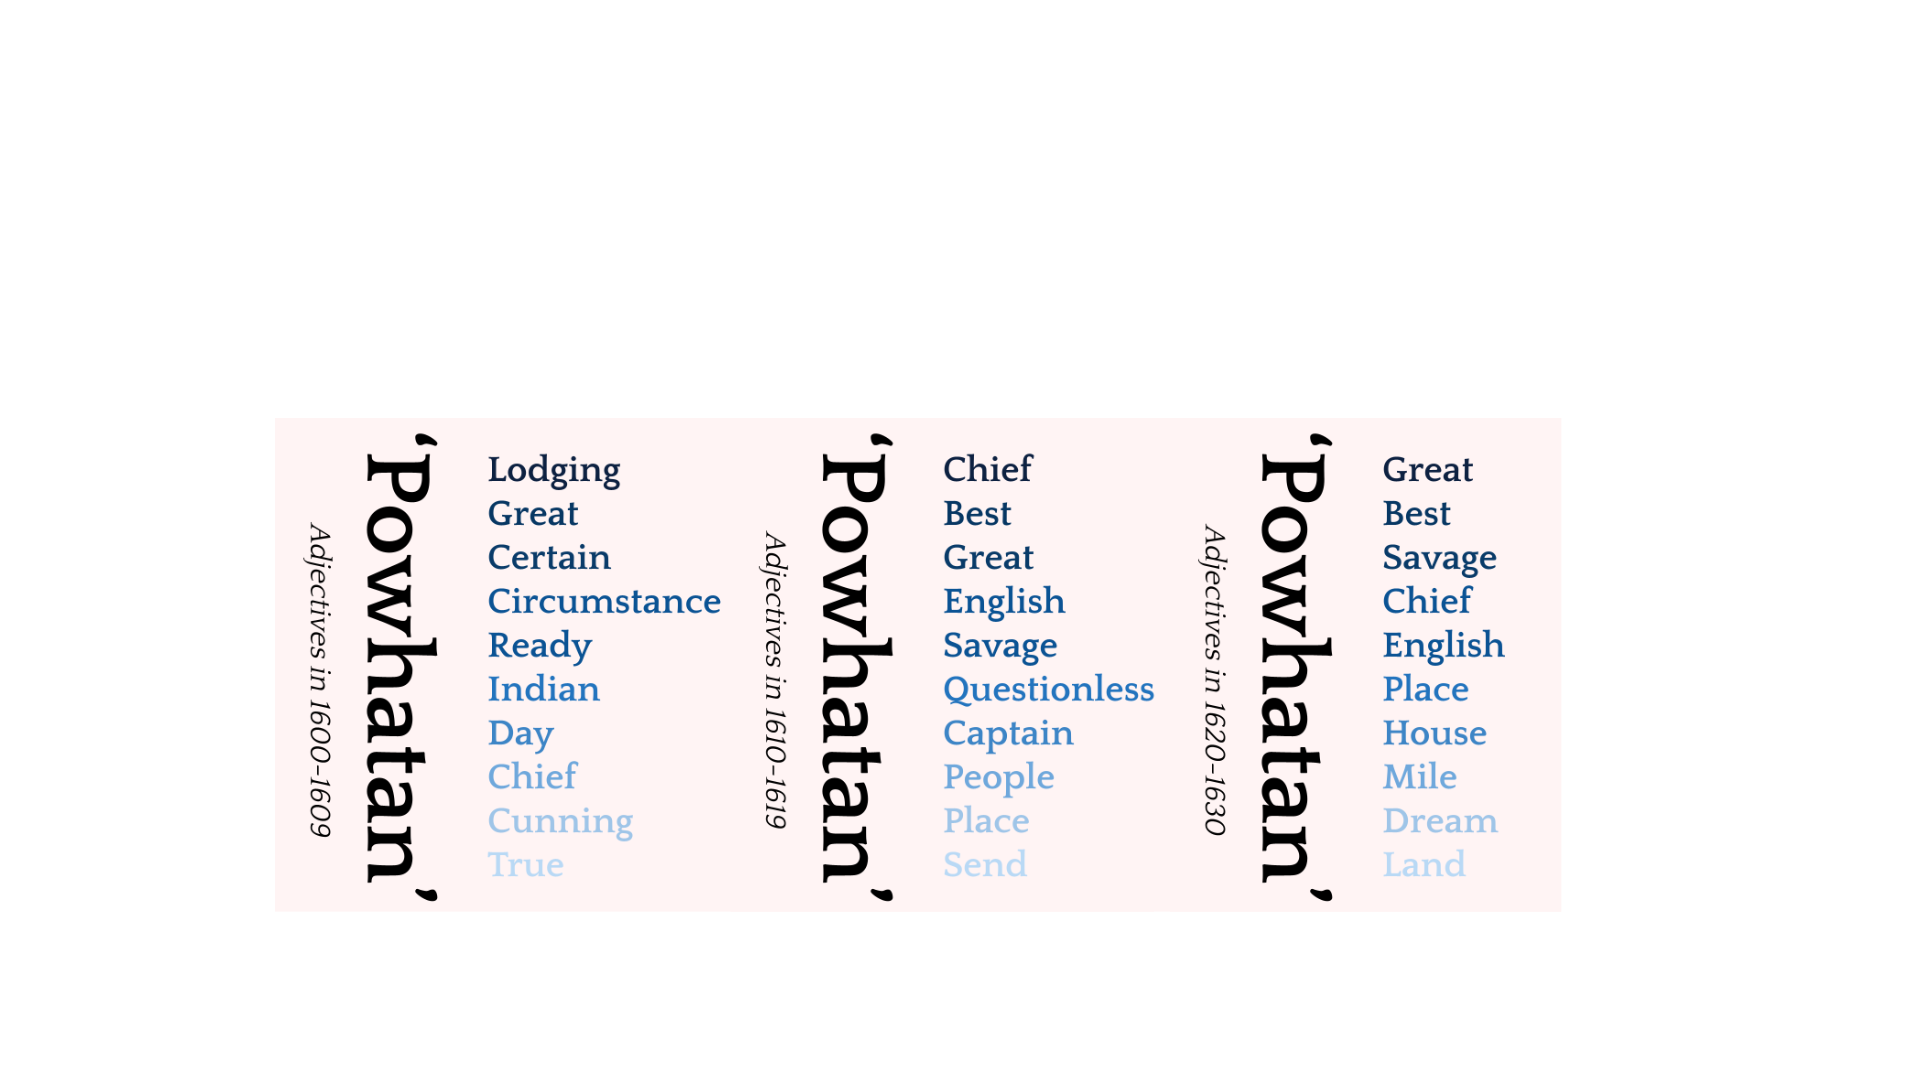 Adjectives in 1600-1609
‘Powhatan’
Lodging
Great
Certain
Circumstance
Ready
Indian
Day
Chief
Cunning
True
Adjectives in 1610-1619
‘Powhatan’
Chief
Best
Great
English
Savage
Questionless
Captain
People
Place
Send
Adjectives in 1620-1630
‘Powhatan’
Great
Best
Savage
Chief
English
Place
House
Mile
Dream
Land